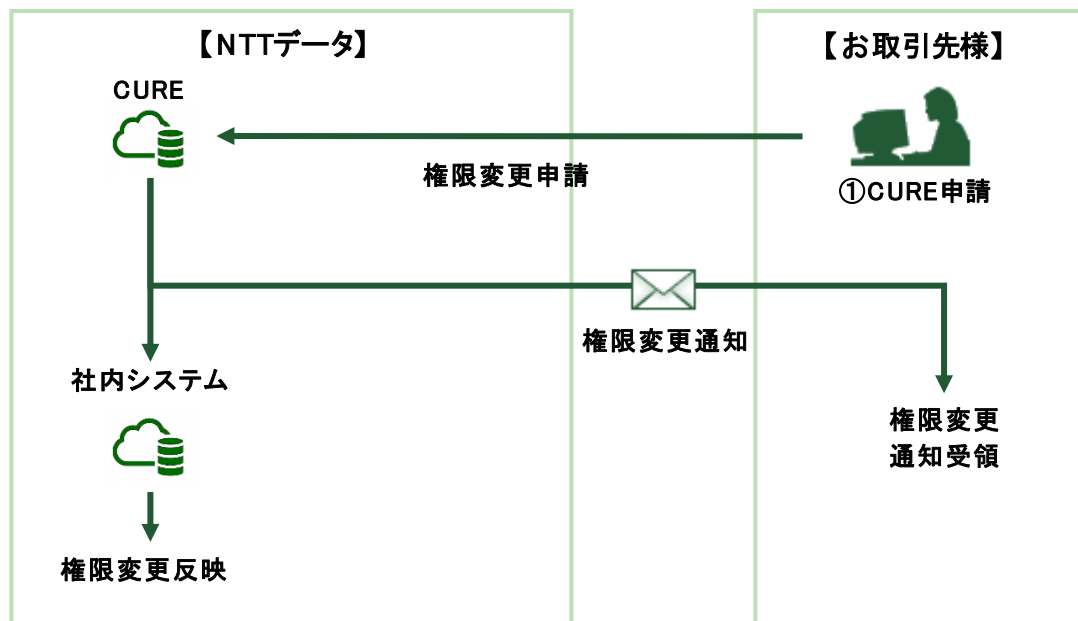 【NTTデータ】
【お取引先様】
CURE
権限変更申請
①CURE申請
権限変更通知
社内システム
権限変更
通知受領
権限変更反映